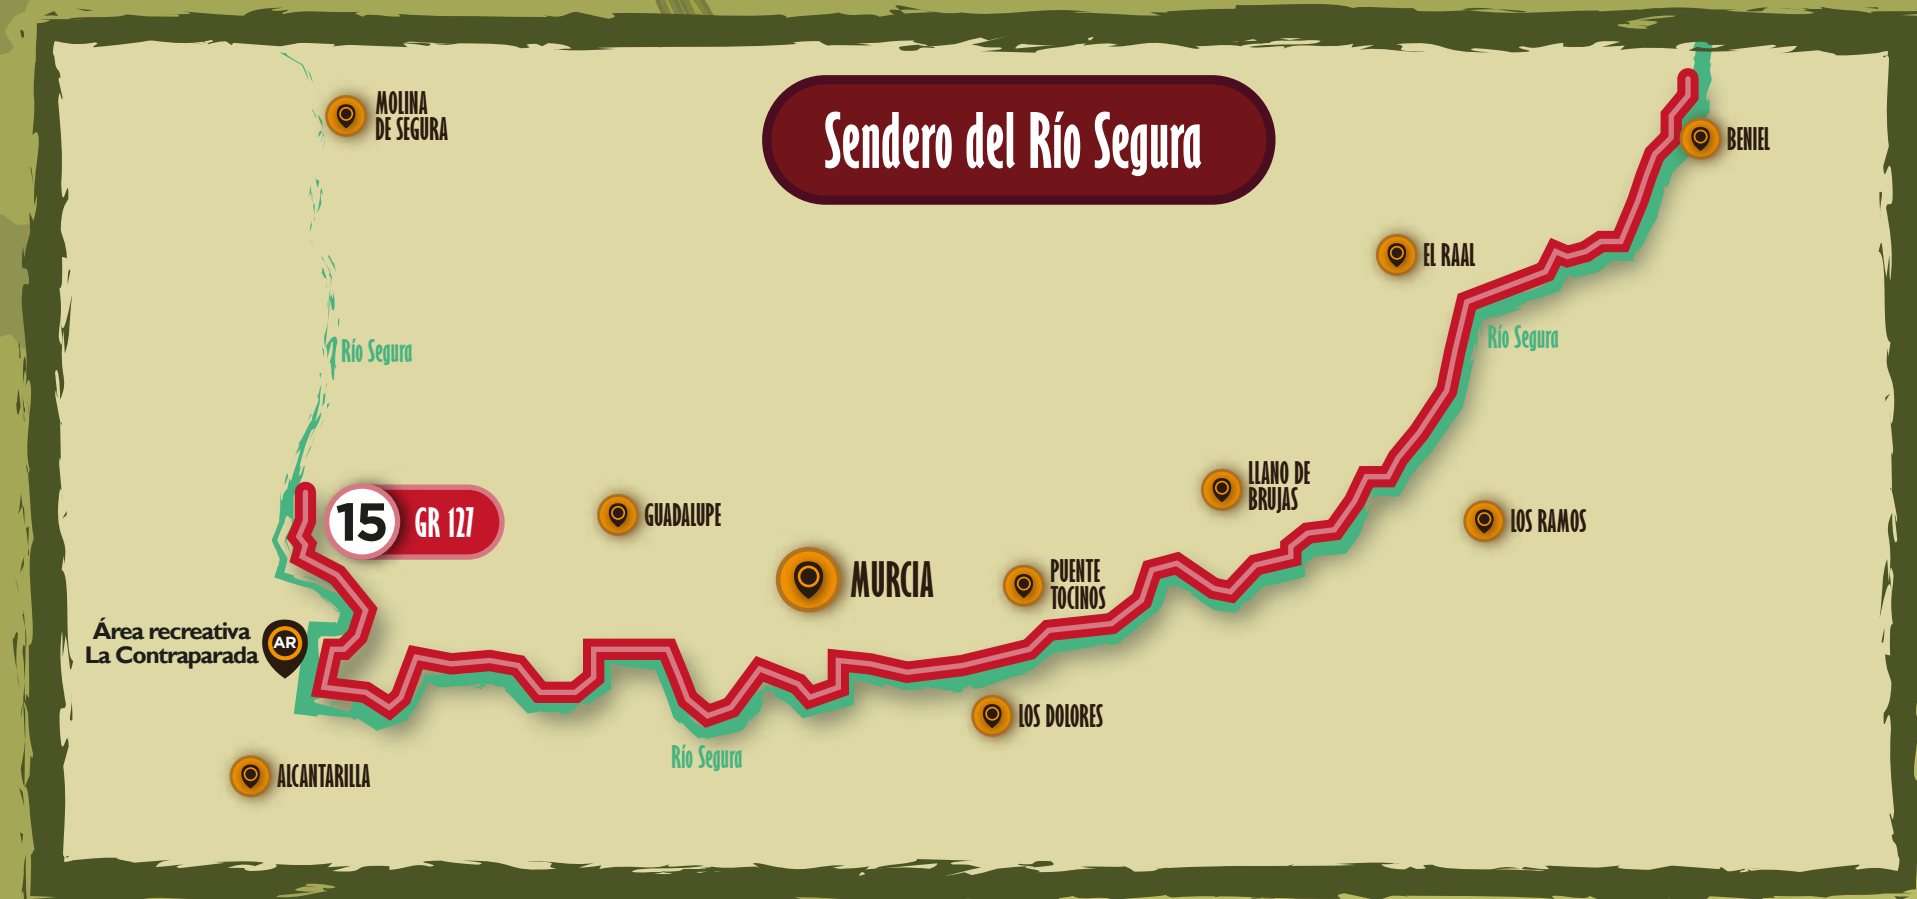 MOLINA
DE SEGURA
Sendero del Río Segura
BENIEL
EL RAAL
Río Segura
Río Segura
LLANO DE
BRUJAS
15 GR 127
GUADALUPE
LOS RAMOS
MURCIA
PUENTE
TOCINOS
Área recreativa
La Contraparada
AR
LOS DOLORES
Río Segura
ALCANTARILLA